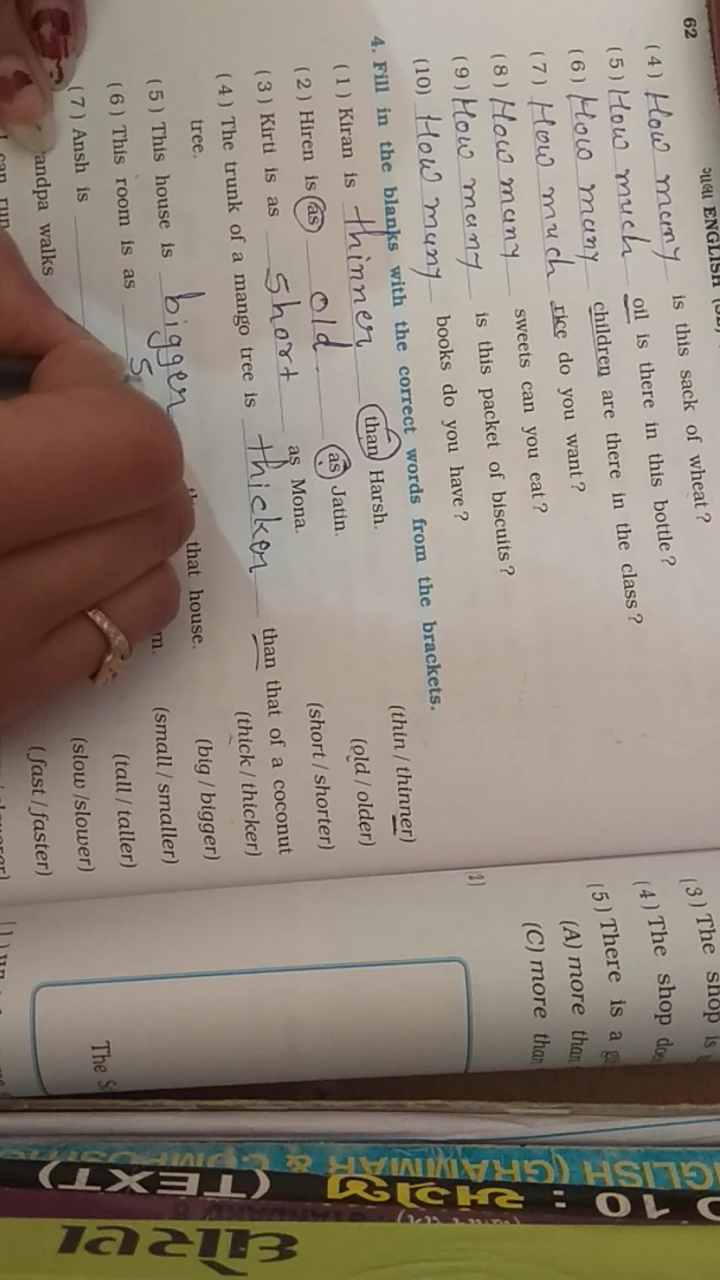 62
ગાલા ENGLISH
(4) How many is this sack of wheat?
(5) How much oil is there in this bottle?
(6) How many children are there in the class?
(7) How much rice do you want?
(8) How many sweets can you eat?
(9) How many is this packet of biscuits?
(10) How many books do you have?
4. Fill in the blanks with the correct words from the brackets.
(1) Kiran is thinner than Harsh. (thin / thinner)
(2) Hiren is as old as Jatin. (old / older)
(3) Kirti is as short as Mona. (short / shorter)
(4) The trunk of a mango tree is thicker than that of a coconut
tree. (thick / thicker)
(5) This house is bigger that house. (big / bigger)
(6) This room is as s m. (small / smaller)
(7) Ansh is (tall / taller)
andpa walks (slow /slower)
can run (fast / faster)
(3) The shop is
(4) The shop
(5) There is a
(A) more than
(C) more than
The
GLISH (GRAMMAR &
10 : અંગ્રેજી (TEXT)
ધોરણ